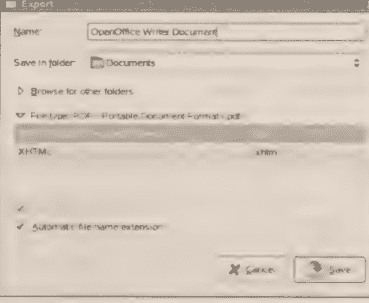 Export
Name: OpenOffice Writer Document
Save in folder: Documents
Browse for other folders
File type: PDF - Portable Document Format .pdf
XHTML xhtm
Automatic file name extension
Cancel Save